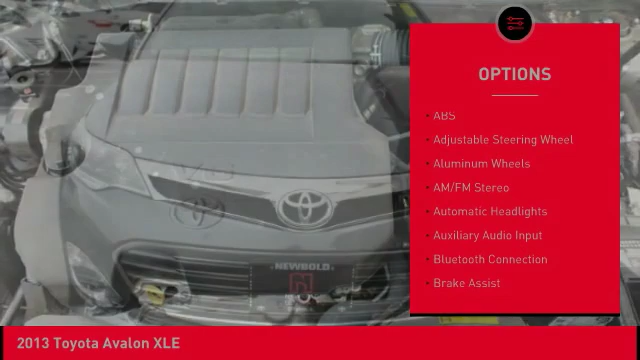 OPTIONS
· ABS
· Adjustable Steering Wheel
· Aluminum Wheels
· AM/FM Stereo
· Automatic Headlights
· Auxiliary Audio Input
· Bluetooth Connection
· Brake Assist
NEWBOLD
2013 Toyota Avalon XLE